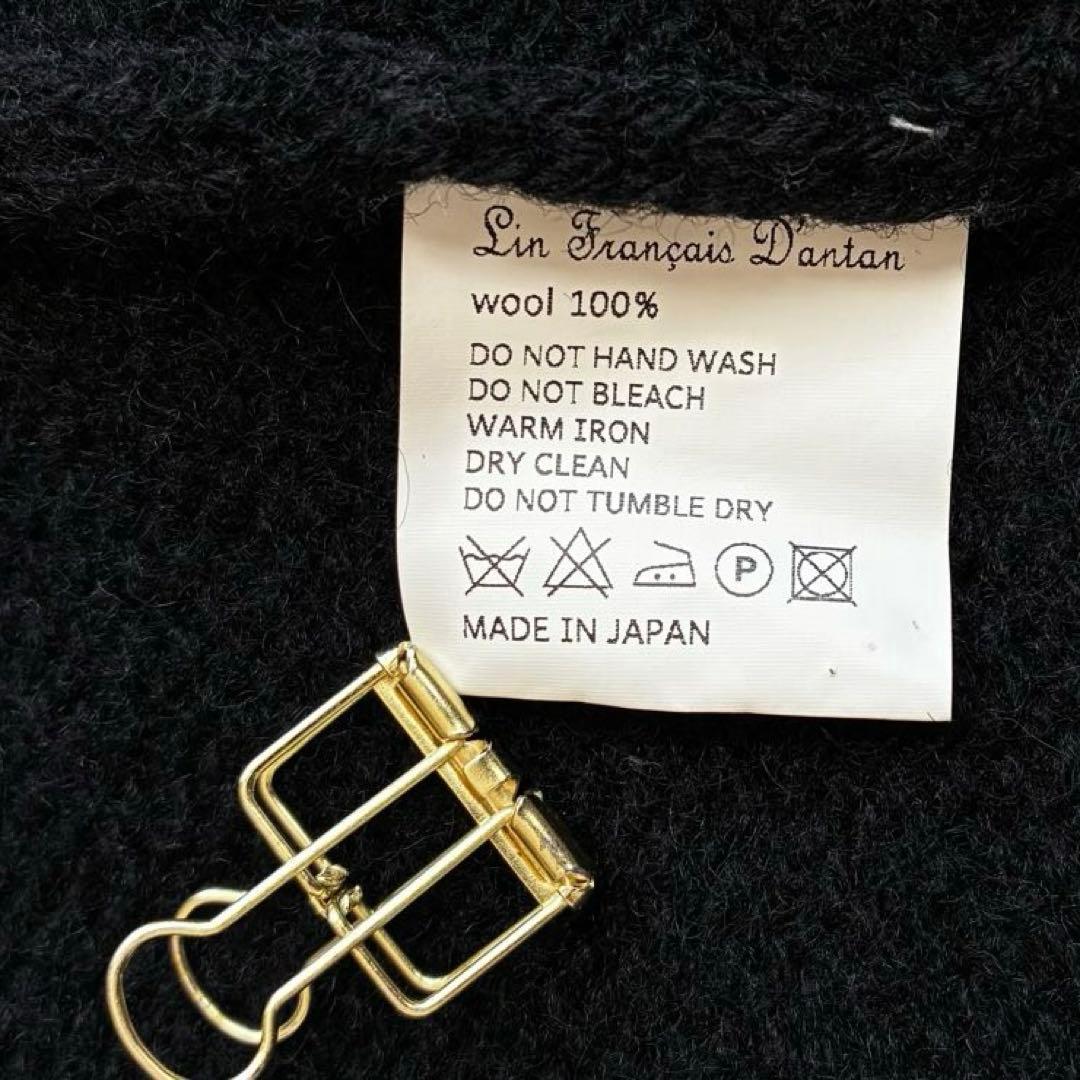 Lin Français D'antan
wool 100%
DO NOT HAND WASH
DO NOT BLEACH
WARM IRON
DRY CLEAN
DO NOT TUMBLE DRY
P
MADE IN JAPAN